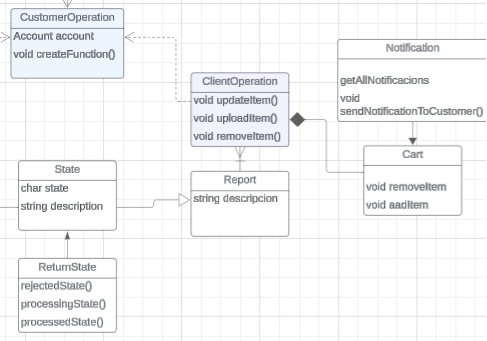 CustomerOperation
Account account
void createFunction()
Notification
getAllNotificacions
void
sendNotificationToCustomer()
ClientOperation
void updateItem()
void uploadItem()
void removeItem()
Cart
void removeItem
void aadItem
State
char state
string description
Report
string descripcion
ReturnState
rejectedState()
processingState()
processedState()